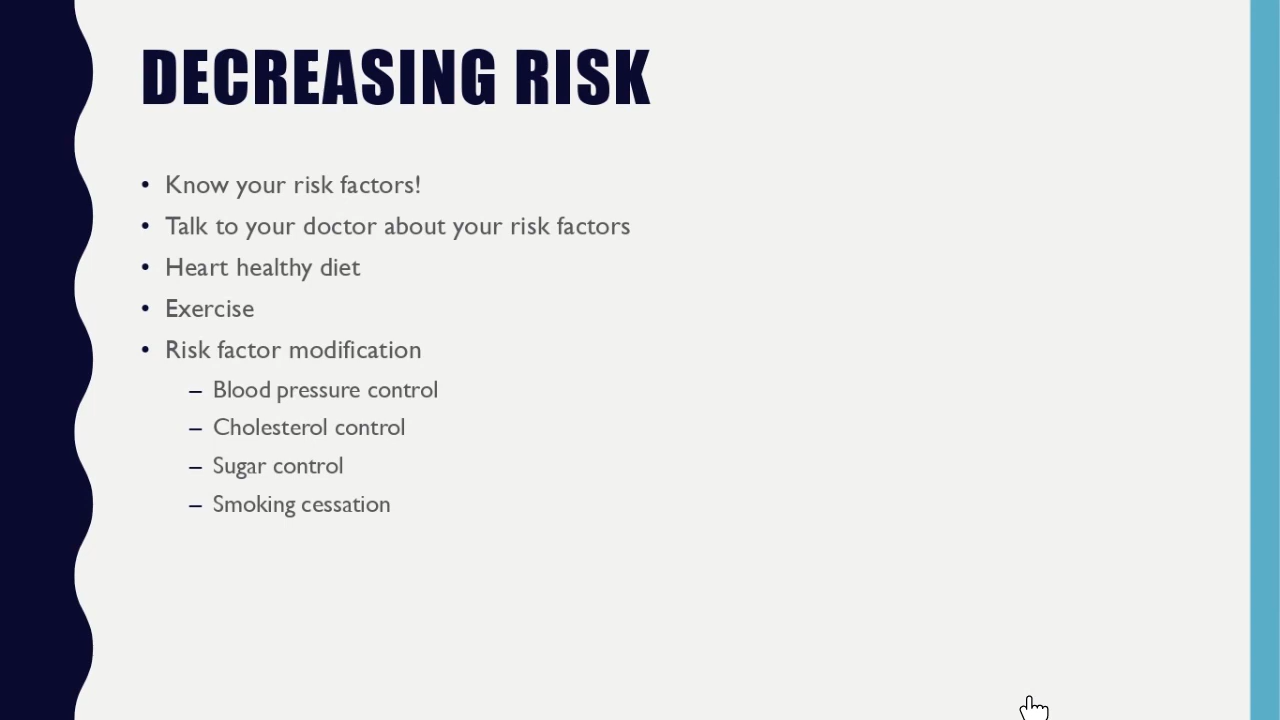 DECREASING RISK
• Know your risk factors!
• Talk to your doctor about your risk factors
• Heart healthy diet
• Exercise
• Risk factor modification
– Blood pressure control
– Cholesterol control
– Sugar control
– Smoking cessation